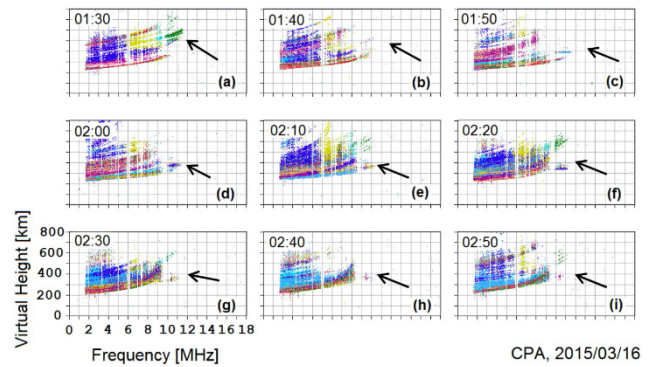 01:30 (a)
01:40 (b)
01:50 (c)
02:00 (d)
02:10 (e)
02:20 (f)
02:30 (g)
02:40 (h)
02:50 (i)
Virtual Height [km]
800
600
400
200
0
0 2 4 6 8 10 12 14 16 18
Frequency [MHz]
CPA, 2015/03/16